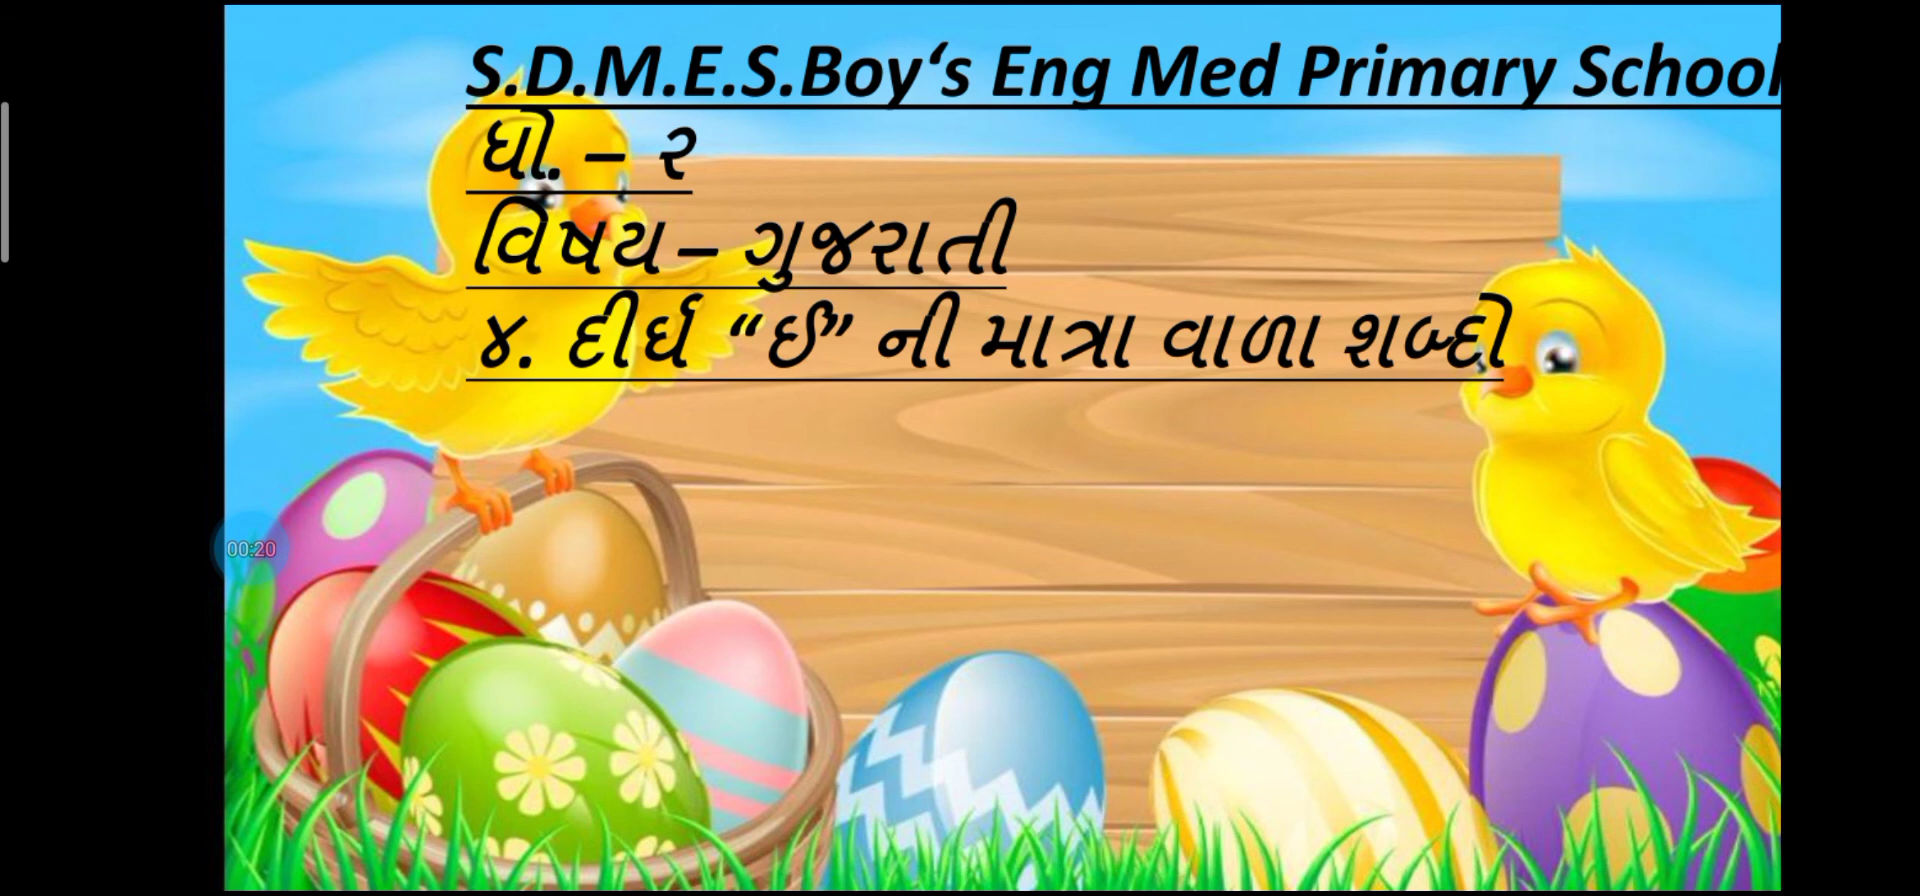 S.D.M.E.S.Boy‘s Eng Med Primary School
ધો. – ૨
વિષય – ગુજરાતી
૪. દીર્ઘ “ઈ” ની માત્રા વાળા શબ્દો
00:20